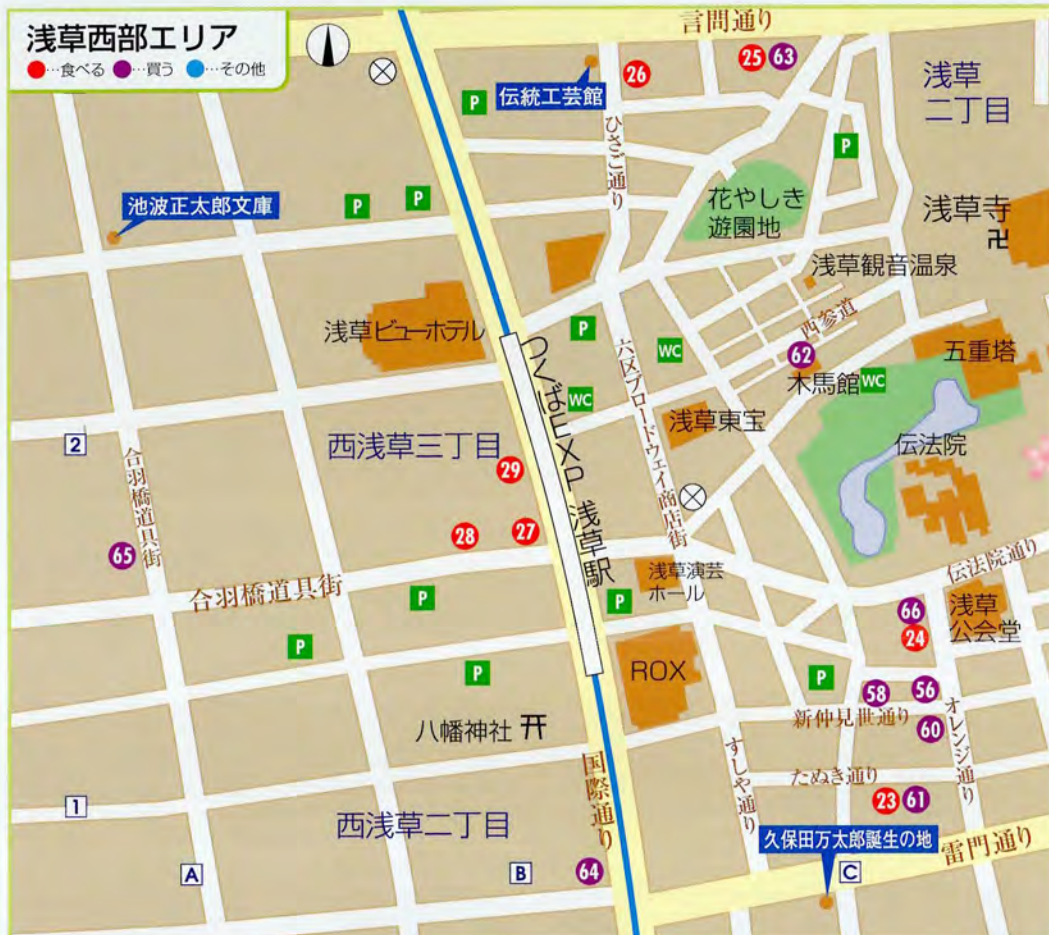 浅草西部エリア
●…食べる ●…買う ●…その他
言問通り
伝統工芸館
26
25
63
浅草
二丁目
P
ひさご通り
P
池波正太郎文庫
P
P
花やしき
遊園地
浅草寺
卍
浅草観音温泉
浅草ビューホテル
P
WC
西参道
62
木馬館
WC
五重塔
つくばEXP 浅草駅
WC
六区ブロードウェイ商店街
浅草東宝
伝法院
2
西浅草三丁目
29
合羽橋道具街
65
28
27
合羽橋道具街
P
P
浅草演芸
ホール
伝法院通り
66
24
浅草
公会堂
P
P
ROX
P
58
56
新仲見世通り
60
オレンジ通り
八幡神社
国際通り
すしや通り
たぬき通り
23
61
1
西浅草二丁目
久保田万太郎誕生の地
雷門通り
A
B
64
C